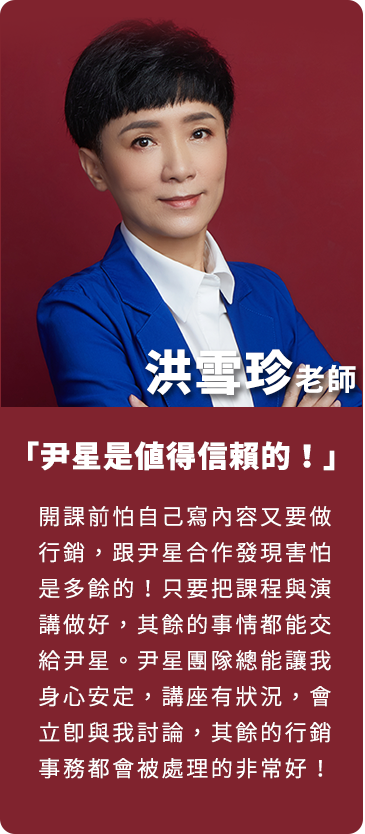 洪雪珍老師
「尹星是值得信賴的！」
開課前怕自己寫內容又要做
行銷，跟尹星合作發現害怕
是多餘的！只要把課程與演
講做好，其餘的事情都能交
給尹星。尹星團隊總能讓我
身心安定，講座有狀況，會
立即與我討論，其餘的行銷
事務都會被處理的非常好！